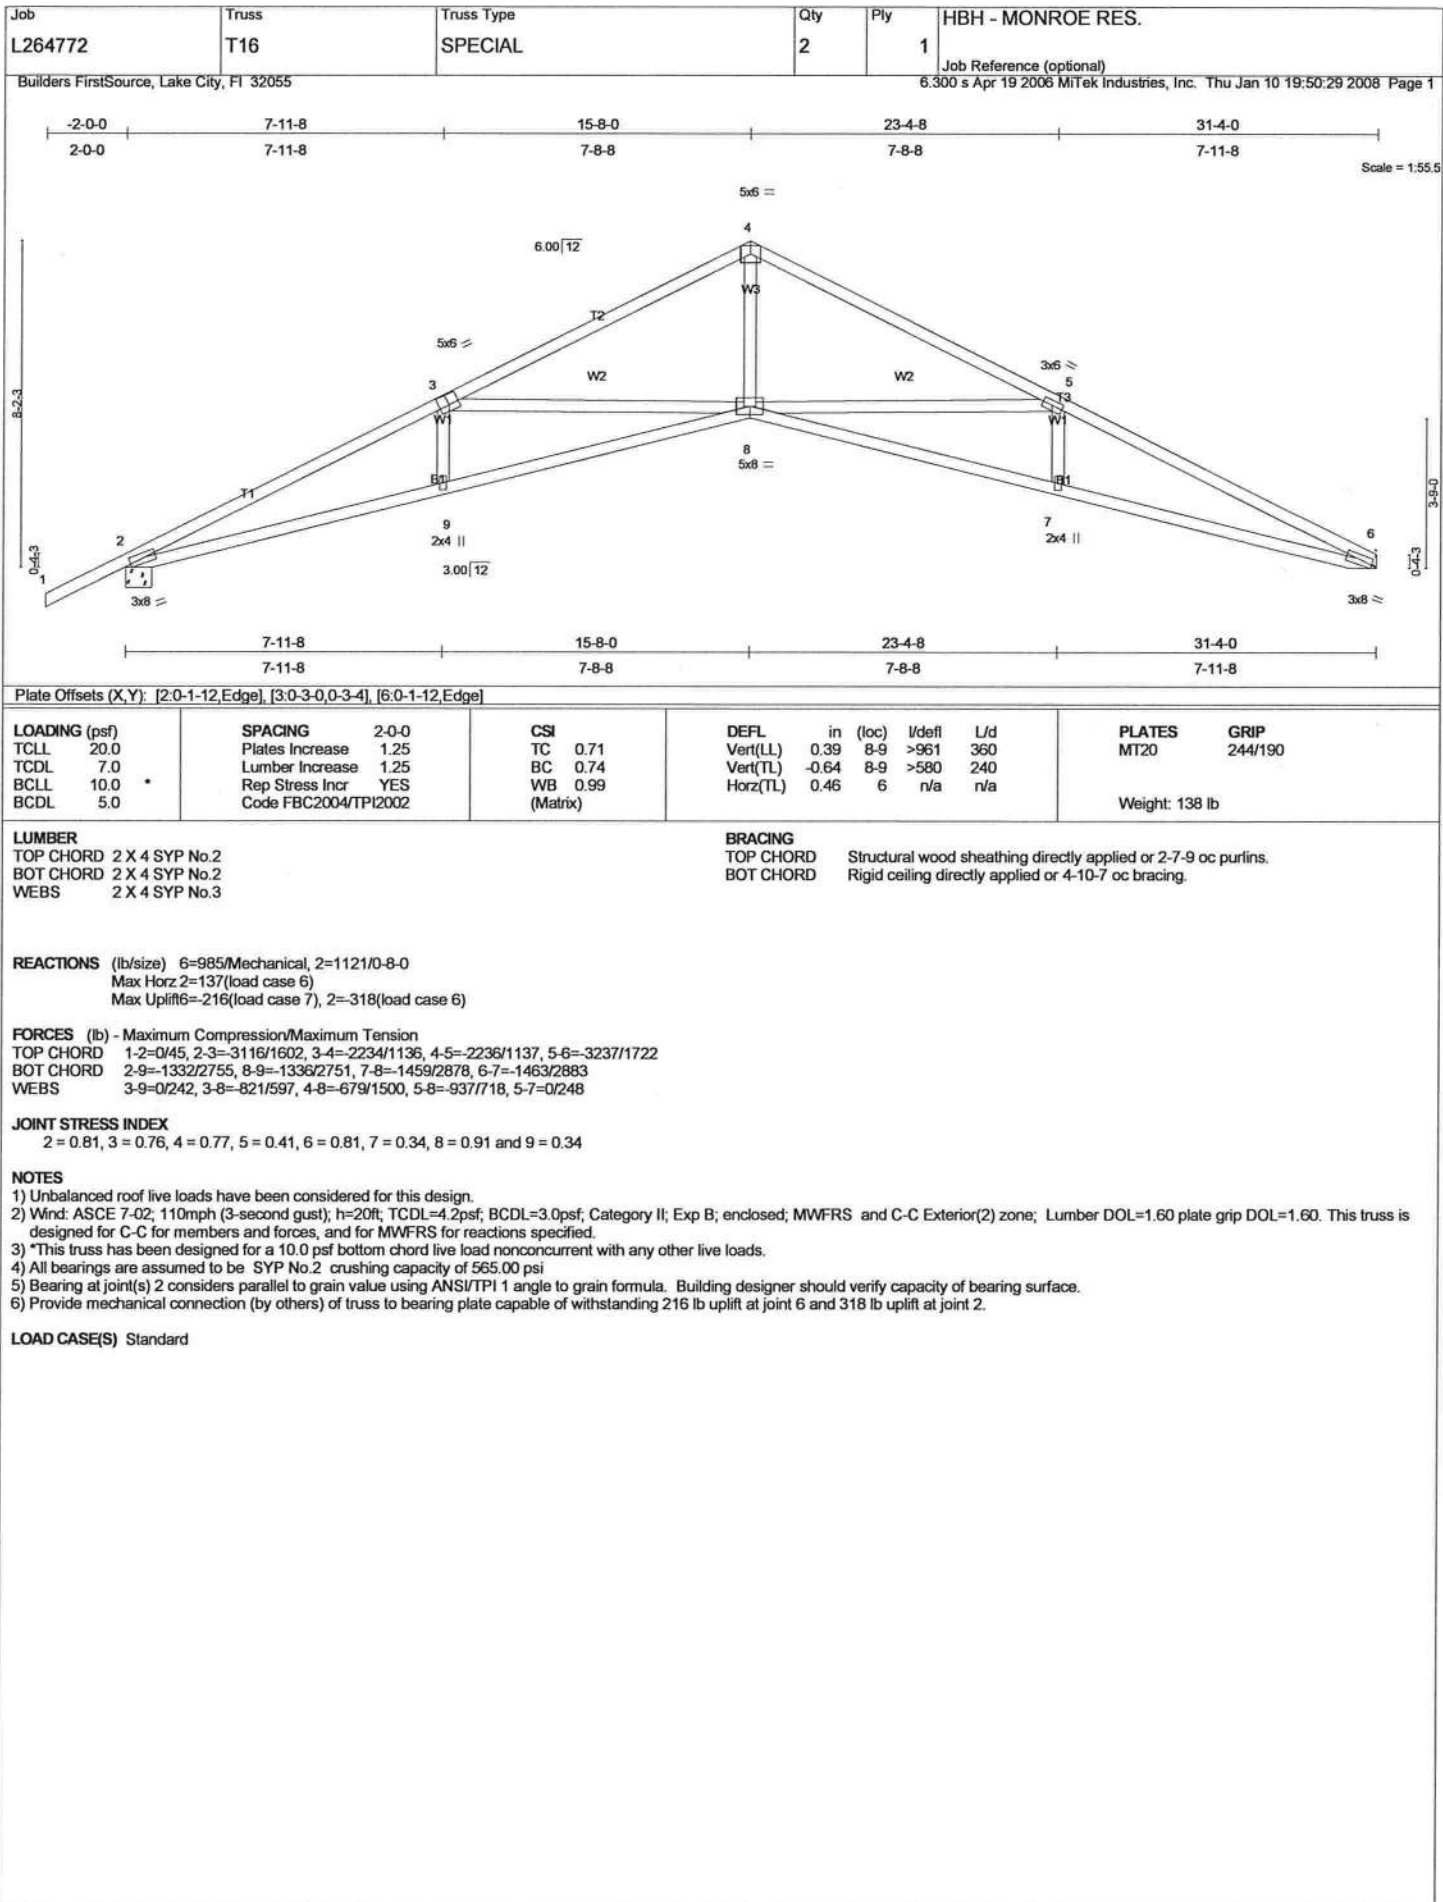 Job Truss Truss Type Qty Ply HBH - MONROE RES.
L264772 T16 SPECIAL 2 1
Job Reference (optional)
Builders FirstSource, Lake City, Fl 32055 6.300 s Apr 19 2006 MiTek Industries, Inc. Thu Jan 10 19:50:29 2008 Page 1
-2-0-0 7-11-8 15-8-0 23-4-8 31-4-0
2-0-0 7-11-8 7-8-8 7-8-8 7-11-8
Scale = 1:55.5
5x6 =
4
6.00 12
W3
T2
5x6 =
3x6 =
W2 W2
3 5
T3
8-2-3
W1 W1
8
5x8 =
B1 B1
T1
3-9-0
9 7
2x4 || 2x4 ||
2 6
0-4-3 0-4-3
3.00 12
1
3x8 = 3x8 =
7-11-8 15-8-0 23-4-8 31-4-0
7-11-8 7-8-8 7-8-8 7-11-8
Plate Offsets (X,Y): [2:0-1-12,Edge], [3:0-3-0,0-3-4], [6:0-1-12,Edge]
LOADING (psf) SPACING 2-0-0 CSI DEFL in (loc) l/defl L/d PLATES GRIP
TCLL 20.0 Plates Increase 1.25 TC 0.71 Vert(LL) 0.39 8-9 >961 360 MT20 244/190
TCDL 7.0 Lumber Increase 1.25 BC 0.74 Vert(TL) -0.64 8-9 >580 240
BCLL 10.0 * Rep Stress Incr YES WB 0.99 Horz(TL) 0.46 6 n/a n/a
BCDL 5.0 Code FBC2004/TPI2002 (Matrix) Weight: 138 lb
LUMBER BRACING
TOP CHORD 2 X 4 SYP No.2 TOP CHORD Structural wood sheathing directly applied or 2-7-9 oc purlins.
BOT CHORD 2 X 4 SYP No.2 BOT CHORD Rigid ceiling directly applied or 4-10-7 oc bracing.
WEBS 2 X 4 SYP No.3
REACTIONS (lb/size) 6=985/Mechanical, 2=1121/0-8-0
Max Horz 2=137(load case 6)
Max Uplift6=-216(load case 7), 2=-318(load case 6)
FORCES (lb) - Maximum Compression/Maximum Tension
TOP CHORD 1-2=0/45, 2-3=-3116/1602, 3-4=-2234/1136, 4-5=-2236/1137, 5-6=-3237/1722
BOT CHORD 2-9=-1332/2755, 8-9=-1336/2751, 7-8=-1459/2878, 6-7=-1463/2883
WEBS 3-9=0/242, 3-8=-821/597, 4-8=-679/1500, 5-8=-937/718, 5-7=0/248
JOINT STRESS INDEX
2 = 0.81, 3 = 0.76, 4 = 0.77, 5 = 0.41, 6 = 0.81, 7 = 0.34, 8 = 0.91 and 9 = 0.34
NOTES
1) Unbalanced roof live loads have been considered for this design.
2) Wind: ASCE 7-02; 110mph (3-second gust); h=20ft; TCDL=4.2psf; BCDL=3.0psf; Category II; Exp B; enclosed; MWFRS and C-C Exterior(2) zone; Lumber DOL=1.60 plate grip DOL=1.60. This truss is
designed for C-C for members and forces, and for MWFRS for reactions specified.
3) *This truss has been designed for a 10.0 psf bottom chord live load nonconcurrent with any other live loads.
4) All bearings are assumed to be SYP No.2 crushing capacity of 565.00 psi
5) Bearing at joint(s) 2 considers parallel to grain value using ANSI/TPI 1 angle to grain formula. Building designer should verify capacity of bearing surface.
6) Provide mechanical connection (by others) of truss to bearing plate capable of withstanding 216 lb uplift at joint 6 and 318 lb uplift at joint 2.
LOAD CASE(S) Standard